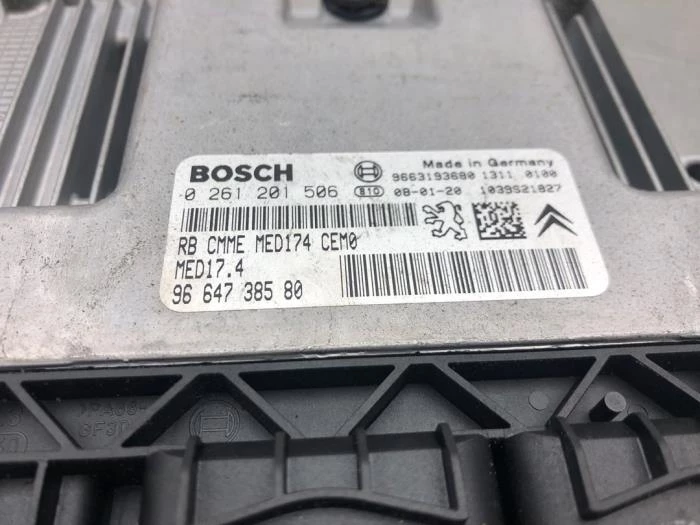 BOSCH
Made in Germany
0 261 201 506
9663193680 1311 0100
B10 08-01-20 1039S21827
RB CMME MED174 CEM0
MED17.4
96 647 385 80